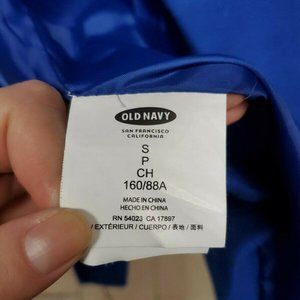 OLD NAVY
SAN FRANCISCO
CALIFORNIA
S
P
CH
160/88A
MADE IN CHINA
HECHO EN CHINA
RN 54023 CA 17897
/ EXTÉRIEUR / CUERPO / 表地 / 面料